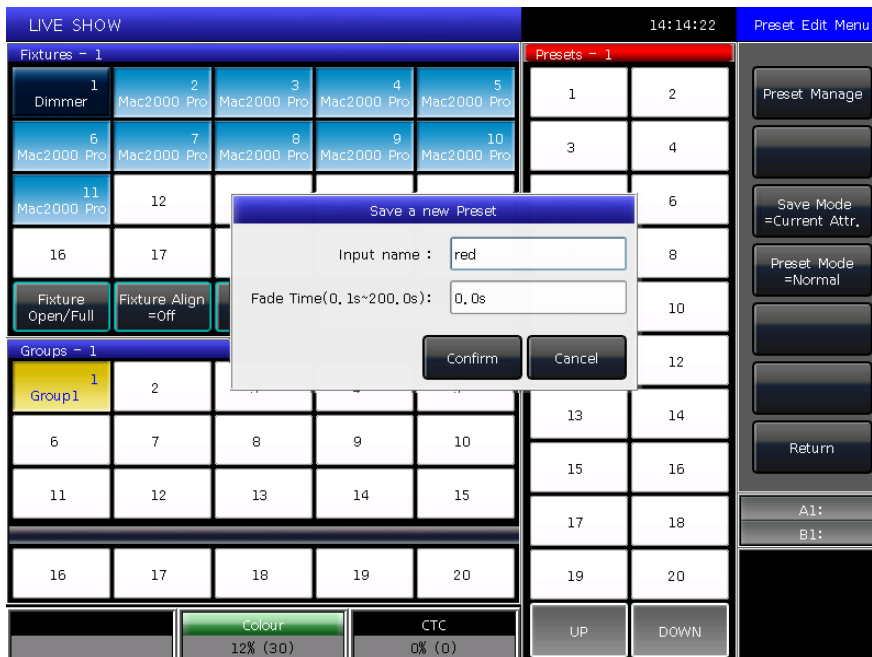 LIVE SHOW
14:14:22
Preset Edit Menu
Fixtures - 1
Presets - 1
1
Dimmer
2
Mac2000 Pro
3
Mac2000 Pro
4
Mac2000 Pro
5
Mac2000 Pro
6
Mac2000 Pro
7
Mac2000 Pro
8
Mac2000 Pro
9
Mac2000 Pro
10
Mac2000 Pro
11
Mac2000 Pro
12
16
17
Fixture
Open/Full
Fixture Align
=Off
Save a new Preset
Input name :
red
Fade Time(0.1s~200.0s):
0.0s
Confirm
Cancel
Groups - 1
1
Group1
2
6
7
8
9
10
11
12
13
14
15
16
17
18
19
20
Colour
12% (30)
CTC
0% (0)
1
2
3
4
6
8
10
12
13
14
15
16
17
18
19
20
UP
DOWN
Preset Manage
Save Mode
=Current Attr.
Preset Mode
=Normal
Return
A1:
B1: